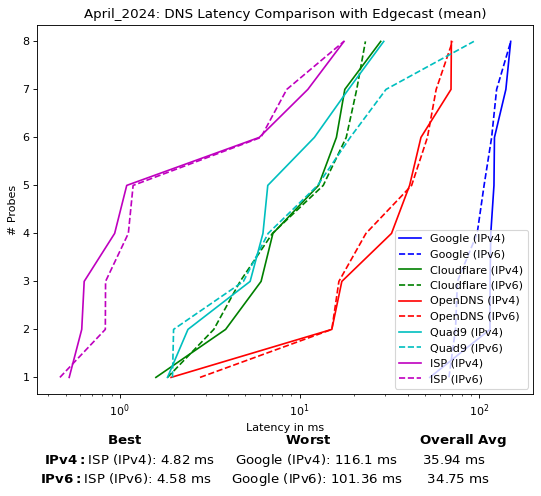 April_2024: DNS Latency Comparison with Edgecast (mean)
8
7
6
5
4
3
2
1
# Probes
Google (IPv4)
Google (IPv6)
Cloudflare (IPv4)
Cloudflare (IPv6)
OpenDNS (IPv4)
OpenDNS (IPv6)
Quad9 (IPv4)
Quad9 (IPv6)
ISP (IPv4)
ISP (IPv6)
10⁰ 10¹ 10²
Latency in ms
Best Worst Overall Avg
IPv4: ISP (IPv4): 4.82 ms Google (IPv4): 116.1 ms 35.94 ms
IPv6: ISP (IPv6): 4.58 ms Google (IPv6): 101.36 ms 34.75 ms